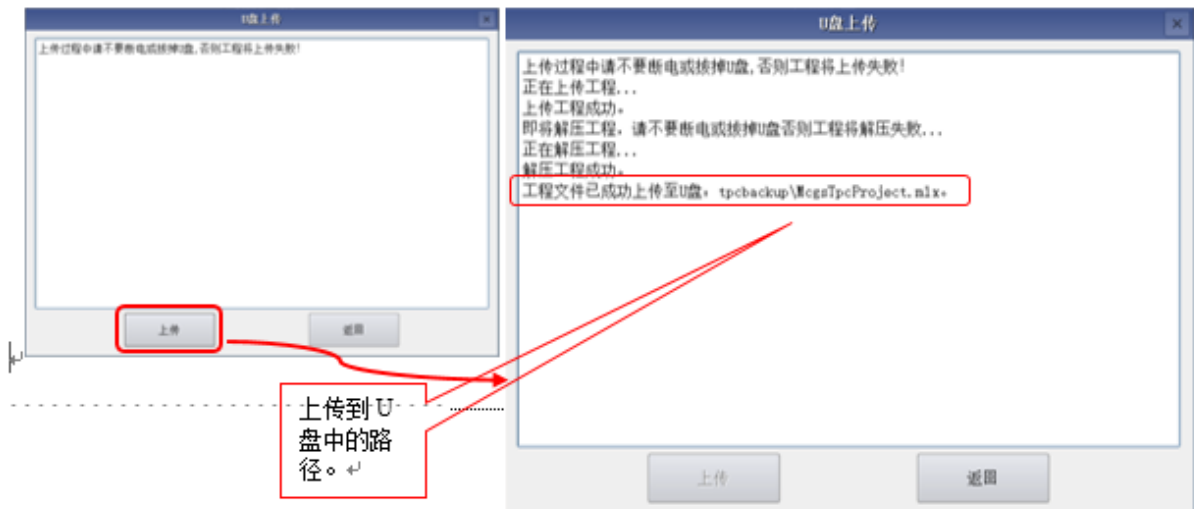 U盘上传
上传过程中请不要断电或拔掉U盘,否则工程将上传失败!
上传
返回
U盘上传
上传过程中请不要断电或拔掉U盘,否则工程将上传失败!
正在上传工程...
上传工程成功。
即将解压工程，请不要断电或拔掉U盘否则工程将解压失败...
正在解压工程...
解压工程成功。
工程文件已成功上传至U盘，tpcbackup\McgsTpcProject.mlx。
上传
返回
上传到 U
盘中的路
径。